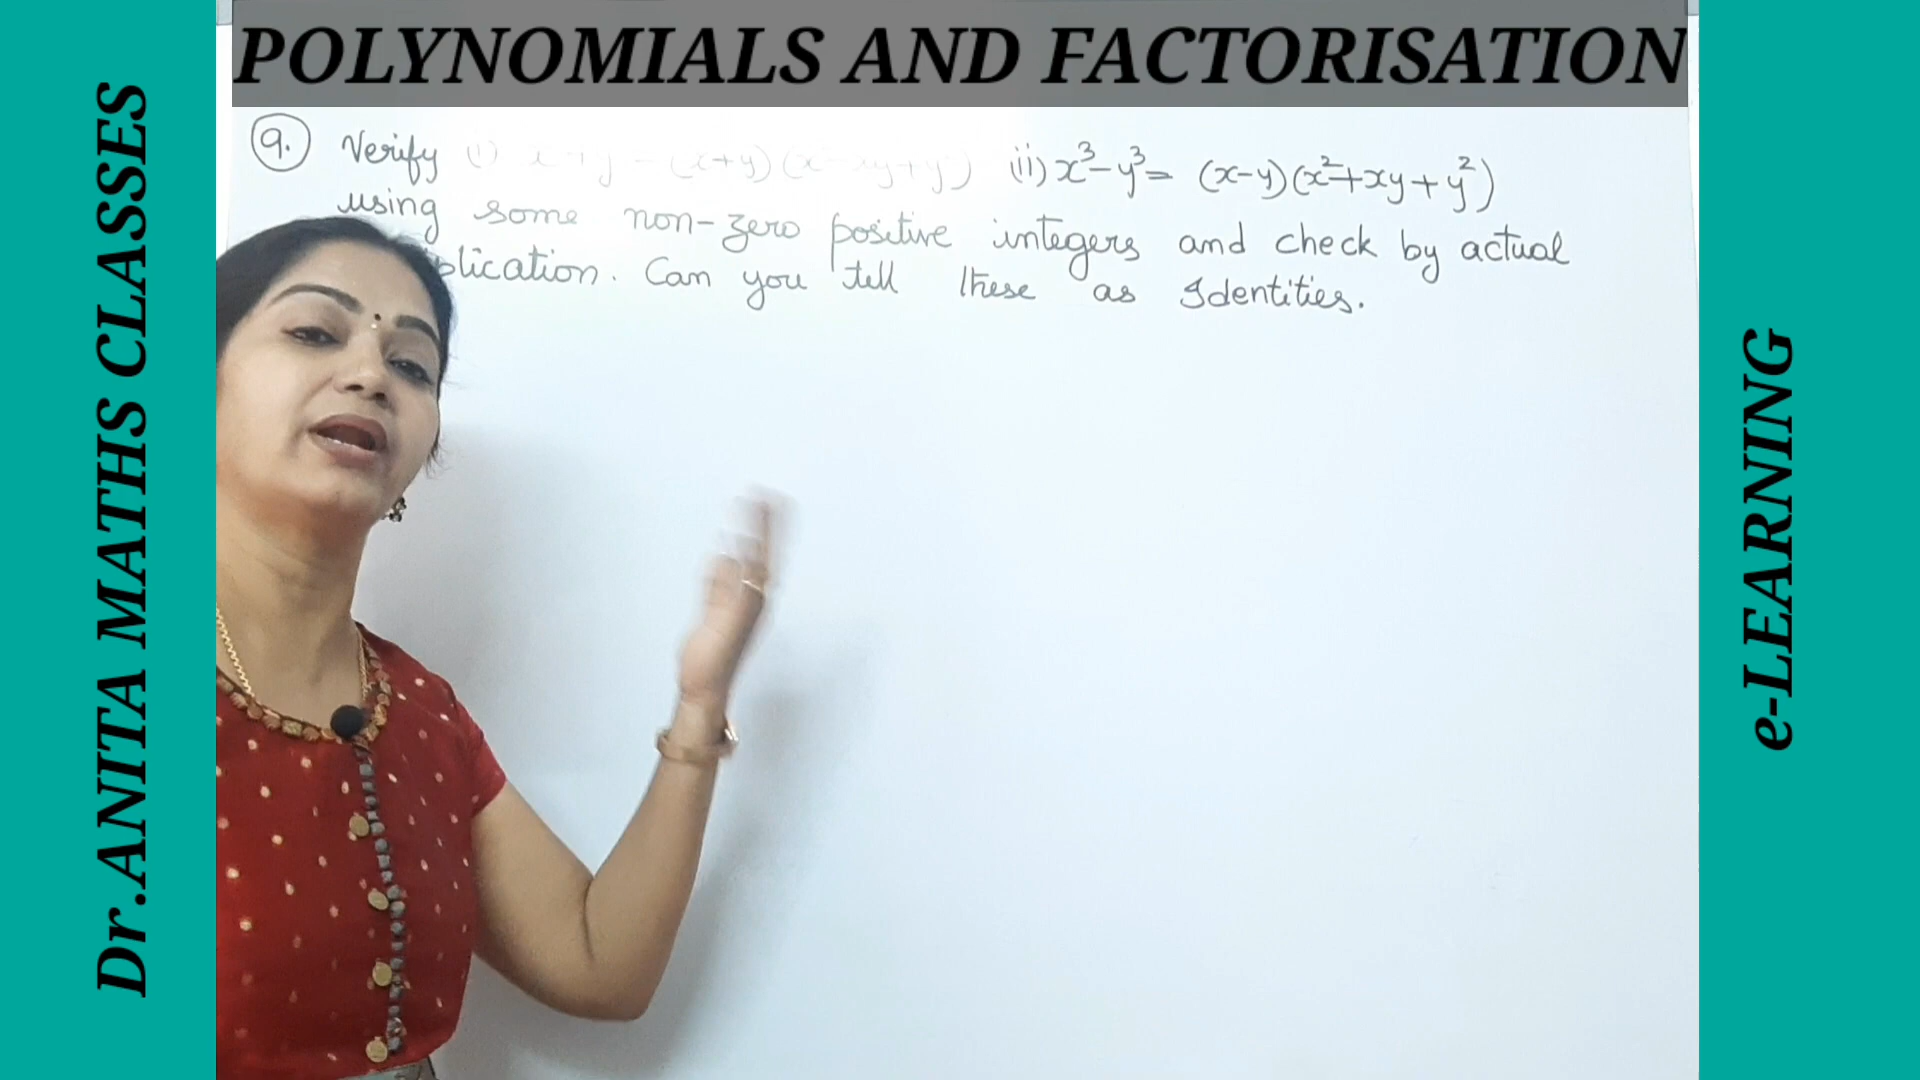 POLYNOMIALS AND FACTORISATION
Dr.ANITA MATHS CLASSES
9. Verify (i) (x+y) (ii) x³-y³= (x-y)(x²+xy+y²)
using some non-zero positive integers and check by actual
plication. Can you tell these as Identities.
e-LEARNING